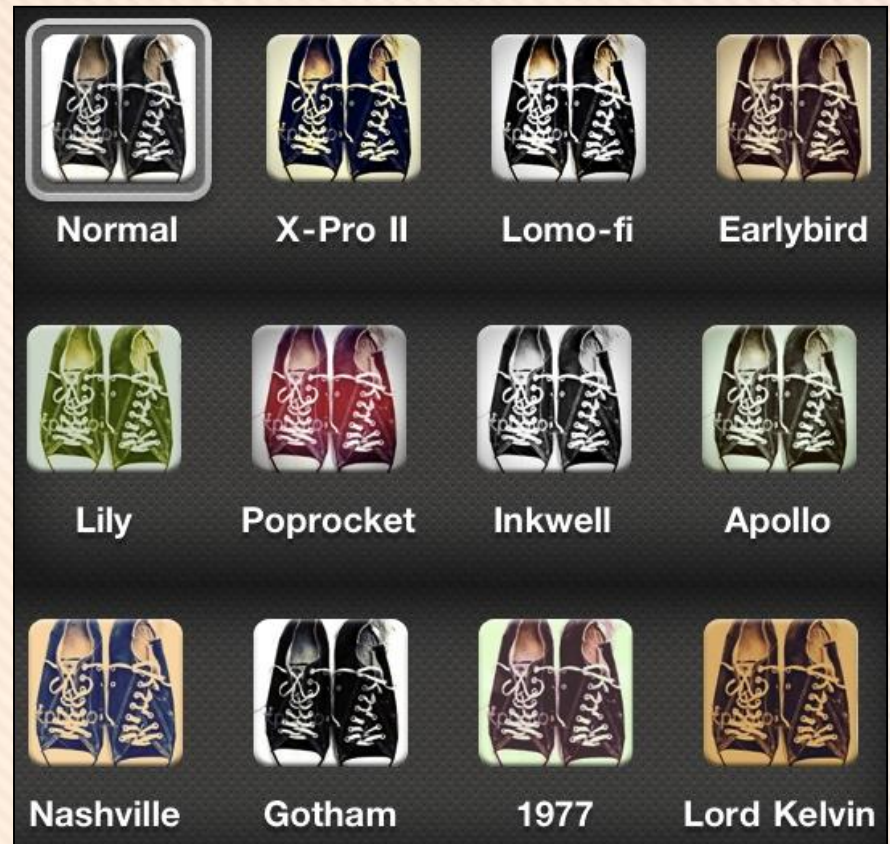 Normal X-Pro II Lomo-fi Earlybird
Lily Poprocket Inkwell Apollo
Nashville Gotham 1977 Lord Kelvin